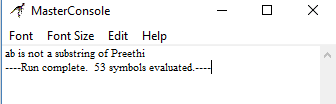 MasterConsole
Font Font Size Edit Help
ab is not a substring of Preethi
----Run complete. 53 symbols evaluated.----